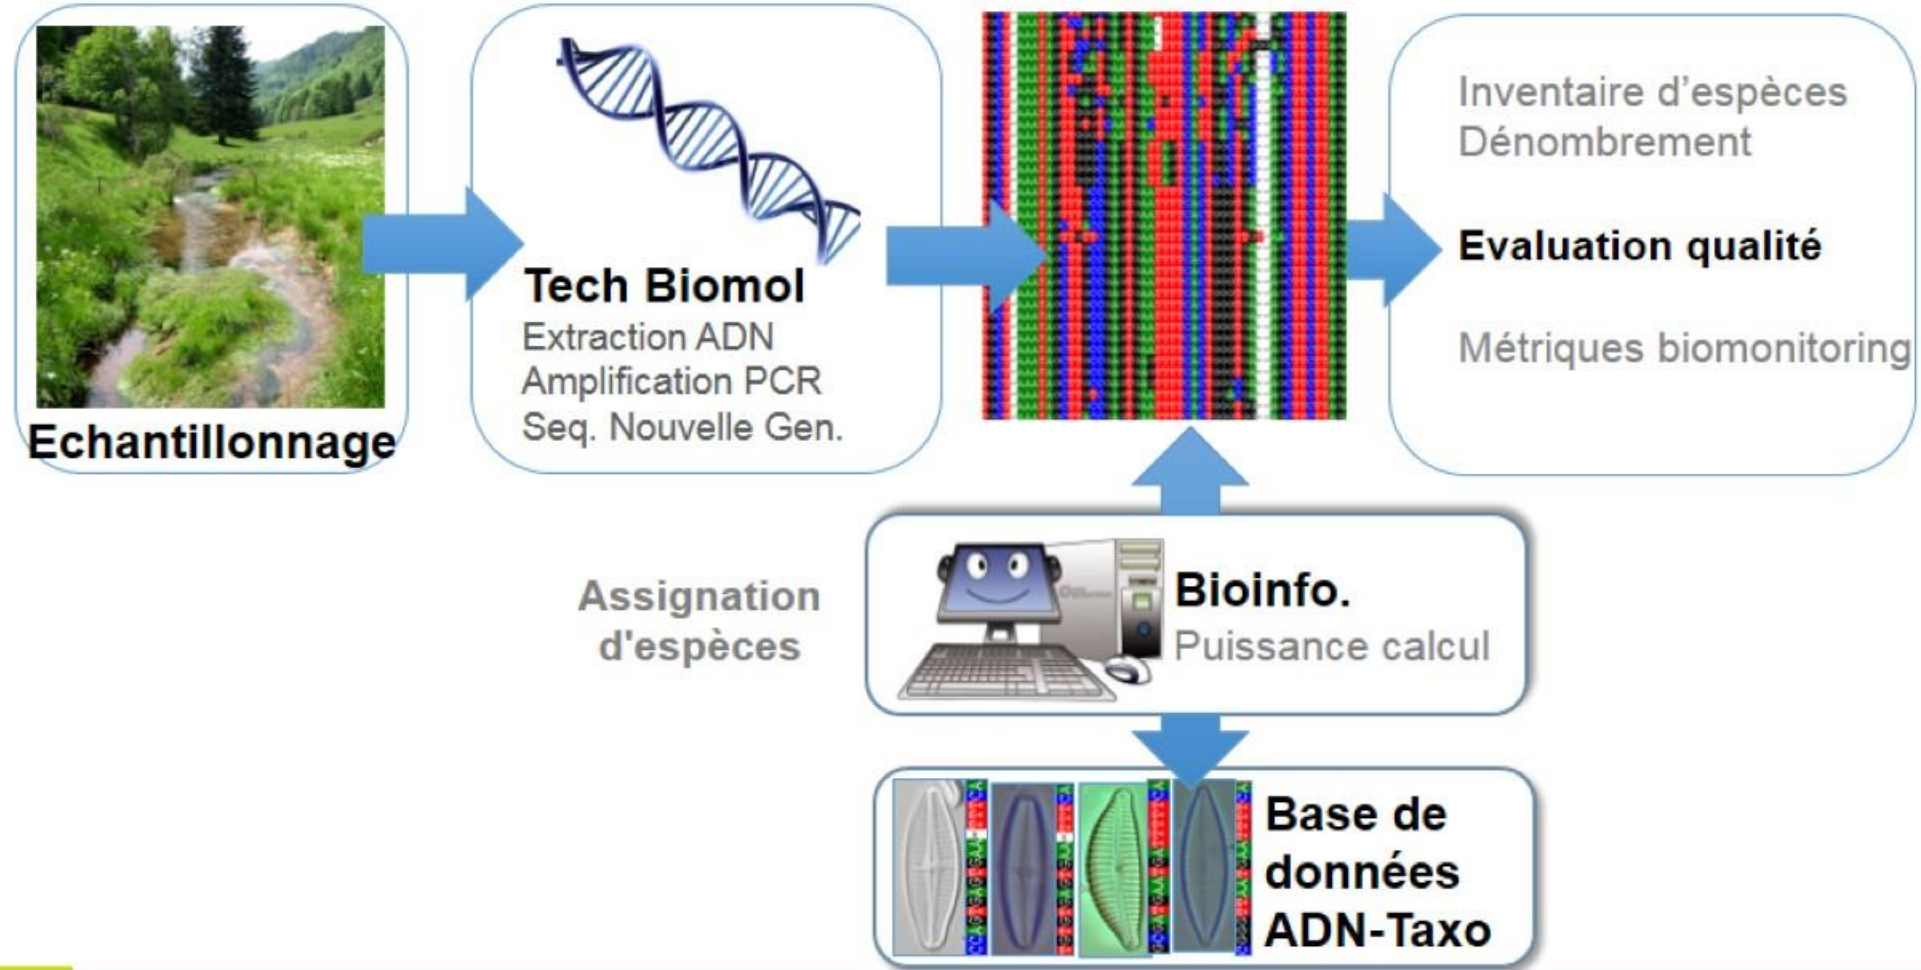 Echantillonnage
Tech Biomol
Extraction ADN
Amplification PCR
Seq. Nouvelle Gen.
Inventaire d'espèces
Dénombrement
Evaluation qualité
Métriques biomonitoring
Assignation
d'espèces
Bioinfo.
Puissance calcul
Base de
données
ADN-Taxo